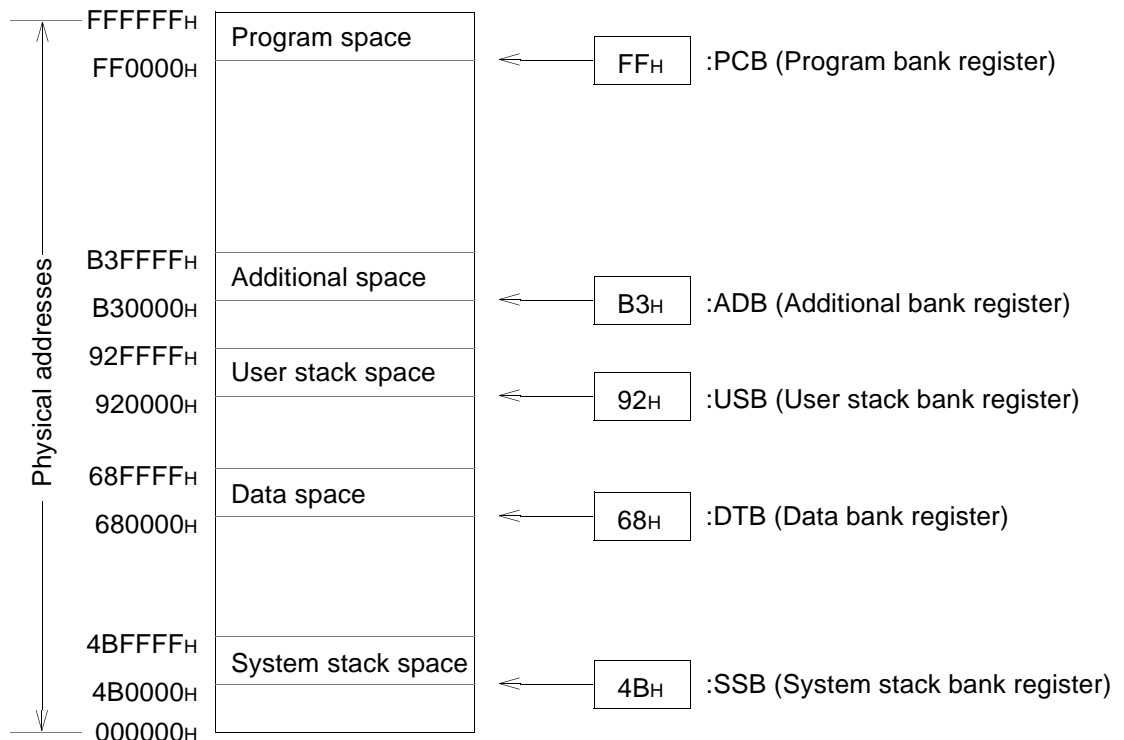 FFFFFFH
Program space
FF0000H
FFH :PCB (Program bank register)
B3FFFFH
Additional space
B30000H
B3H :ADB (Additional bank register)
92FFFFH
User stack space
920000H
92H :USB (User stack bank register)
Physical addresses
68FFFFH
Data space
680000H
68H :DTB (Data bank register)
4BFFFFH
System stack space
4B0000H
4BH :SSB (System stack bank register)
000000H